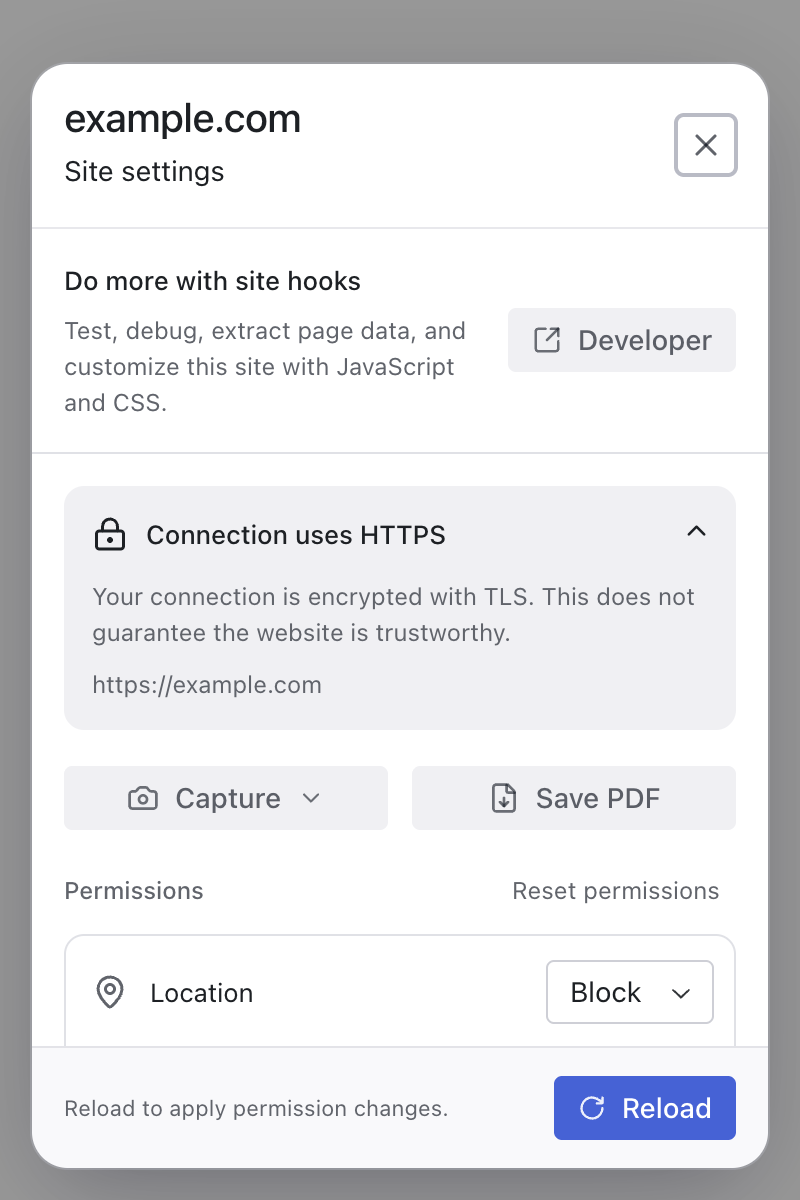 example.com
Site settings
Do more with site hooks
Test, debug, extract page data, and
customize this site with JavaScript
and CSS.
Developer
Connection uses HTTPS
Your connection is encrypted with TLS. This does not
guarantee the website is trustworthy.
https://example.com
Capture
Save PDF
Permissions
Reset permissions
Location
Block
Reload to apply permission changes.
Reload